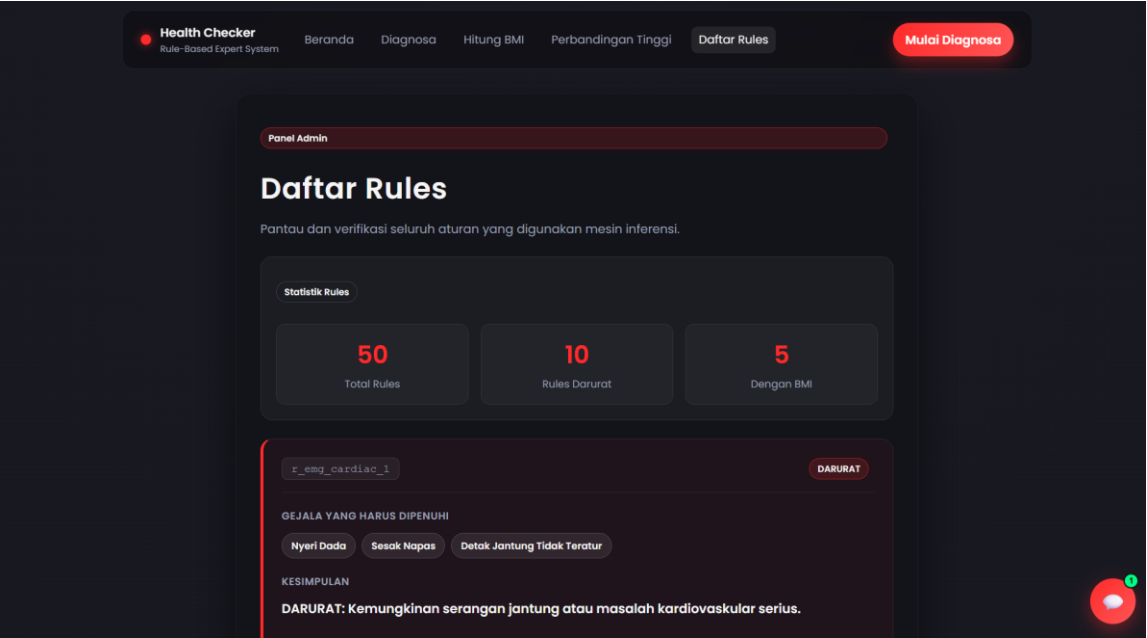 Health Checker
Rule-Based Expert System
Beranda
Diagnosa
Hitung BMI
Perbandingan Tinggi
Daftar Rules
Mulai Diagnosa
Panel Admin
Daftar Rules
Pantau dan verifikasi seluruh aturan yang digunakan mesin inferensi.
Statistik Rules
50
Total Rules
10
Rules Darurat
5
Dengan BMI
r_emg_cardiac_1
DARURAT
GEJALA YANG HARUS DIPENUHI
Nyeri Dada
Sesak Napas
Detak Jantung Tidak Teratur
KESIMPULAN
DARURAT: Kemungkinan serangan jantung atau masalah kardiovaskular serius.
1